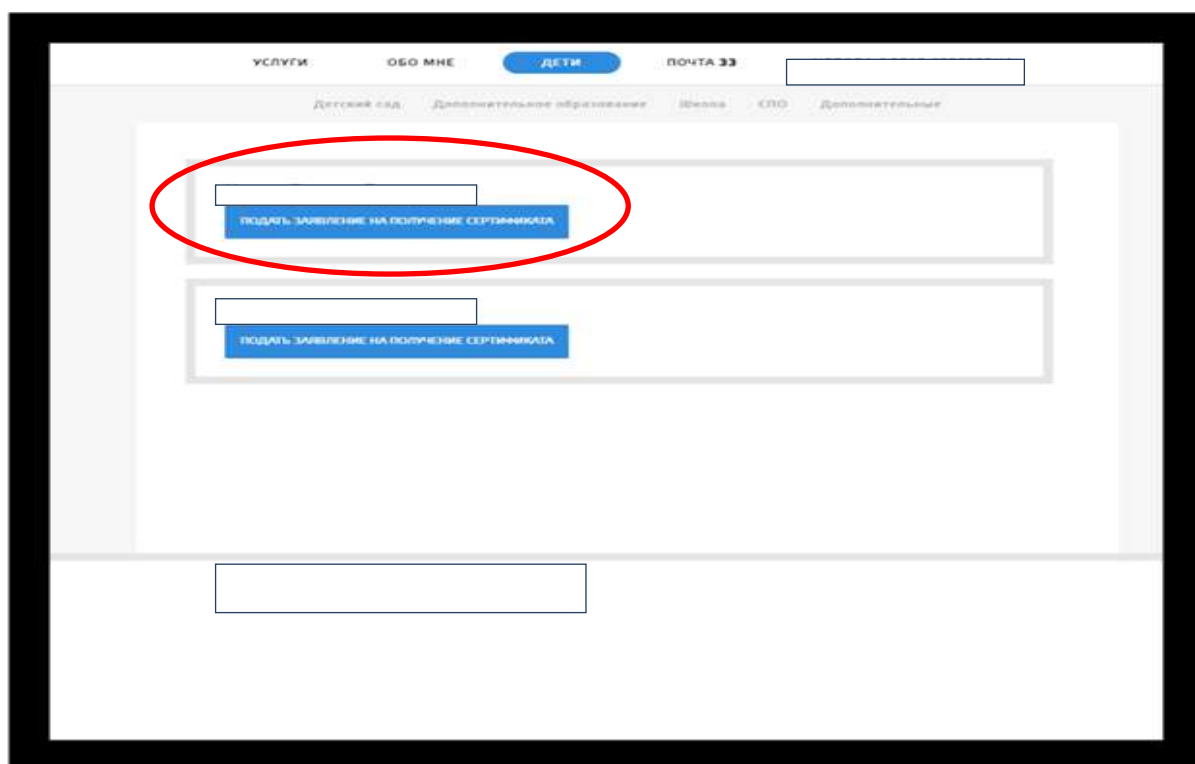 УСЛУГИ ОБО МНЕ ДЕТИ ПОЧТА 33
Детский сад Дополнительное образование Школа СПО Дополнительные
ПОДАТЬ ЗАЯВЛЕНИЕ НА ПОЛУЧЕНИЕ СЕРТИФИКАТА
ПОДАТЬ ЗАЯВЛЕНИЕ НА ПОЛУЧЕНИЕ СЕРТИФИКАТА